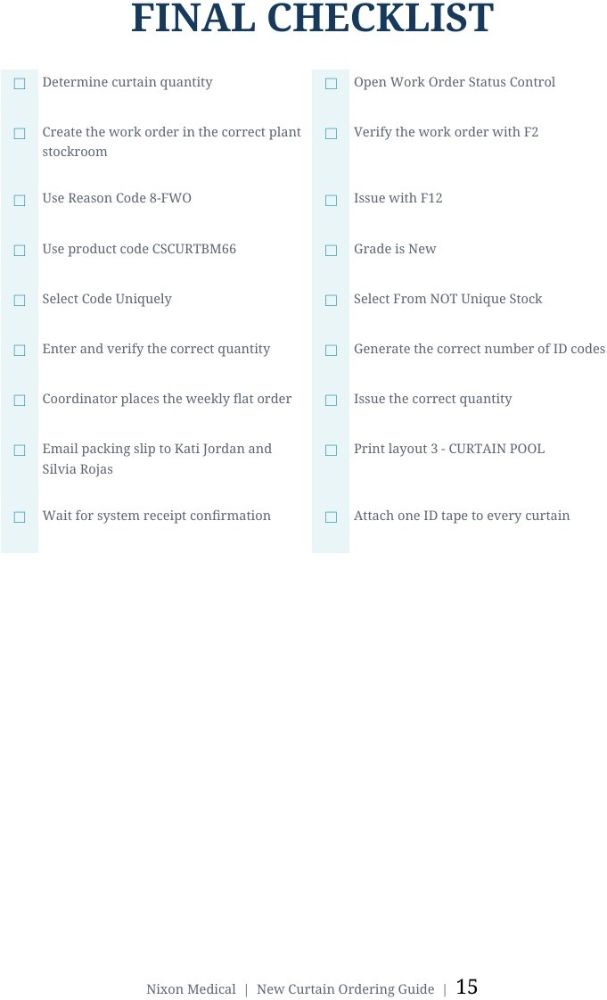 FINAL CHECKLIST
☐ Determine curtain quantity
☐ Create the work order in the correct plant
stockroom
☐ Use Reason Code 8-FWO
☐ Use product code CSCURTBM66
☐ Select Code Uniquely
☐ Enter and verify the correct quantity
☐ Coordinator places the weekly flat order
☐ Email packing slip to Kati Jordan and
Silvia Rojas
☐ Wait for system receipt confirmation
☐ Open Work Order Status Control
☐ Verify the work order with F2
☐ Issue with F12
☐ Grade is New
☐ Select From NOT Unique Stock
☐ Generate the correct number of ID codes
☐ Issue the correct quantity
☐ Print layout 3 - CURTAIN POOL
☐ Attach one ID tape to every curtain
Nixon Medical | New Curtain Ordering Guide | 15